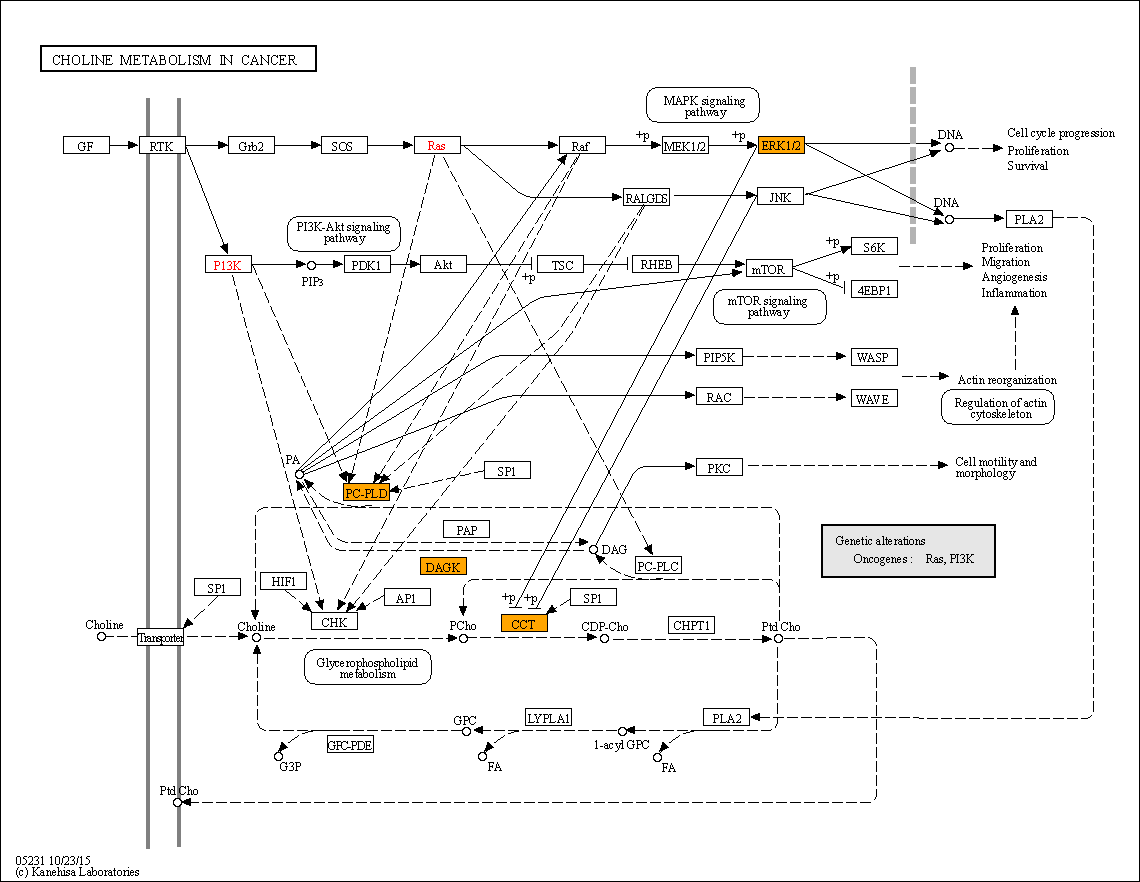 CHOLINE METABOLISM IN CANCER
MAPK signaling
pathway
GF
RTK
Grb2
SOS
Ras
Raf
+p
MEK1/2
+p
ERK1/2
DNA
Cell cycle progression
Proliferation
Survival
RALGDS
JNK
DNA
PLA2
PI3K-Akt signaling
pathway
P13K
PIP3
PDK1
Akt
+p
TSC
RHEB
mTOR
+p
S6K
+p
4EBP1
Proliferation
Migration
Angiogenesis
Inflammation
mTOR signaling
pathway
PIP5K
WASP
RAC
WAVE
Actin reorganization
Regulation of actin
cytoskeleton
PA
SP1
PKC
Cell motility and
morphology
PC-PLD
PAP
DAG
DAGK
PC-PLC
Genetic alterations
Oncogenes : Ras, PI3K
SP1
HIF1
AP1
+p
+p
SP1
CHK
CCT
Choline
Transporter
Choline
PCho
CDP-Cho
CHPT1
Ptd Cho
Glycerophospholipid
metabolism
GPC
LYPLA1
PLA2
GPC-PDE
1-acyl GPC
G3P
FA
FA
Ptd Cho
05231 10/23/15
(c) Kanehisa Laboratories